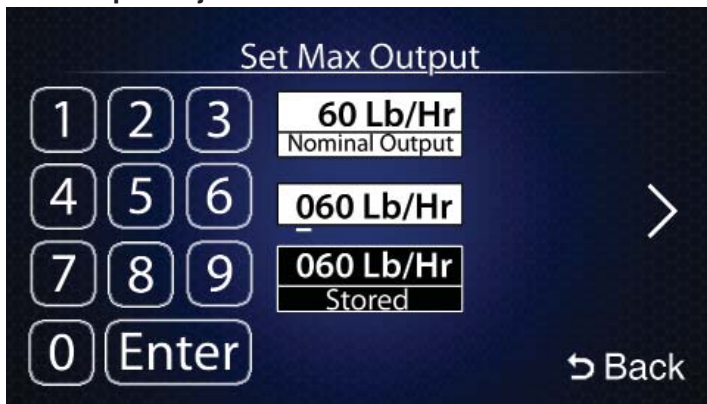 Set Max Output
1 2 3
60 Lb/Hr
Nominal Output
4 5 6
060 Lb/Hr
7 8 9
060 Lb/Hr
Stored
0 Enter
Back